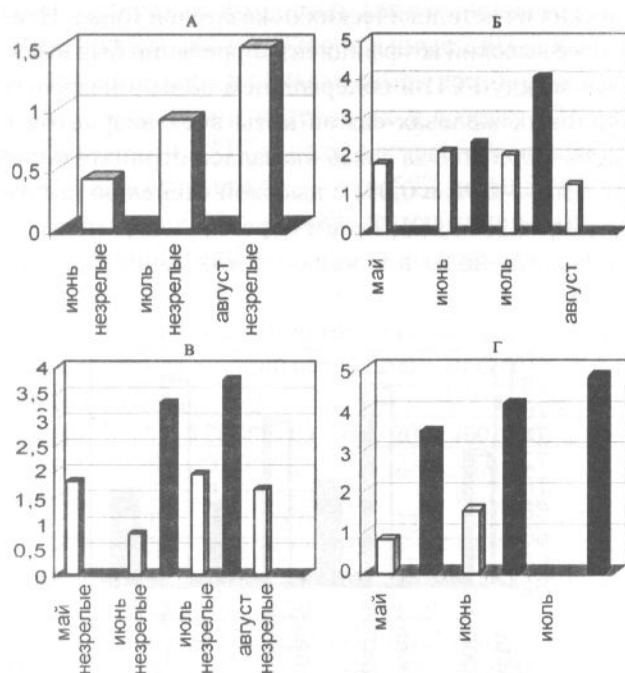 А
1,5
1
0,5
0
июнь
незрелые
июль
незрелые
август
незрелые
Б
5
4
3
2
1
0
май
июнь
июль
август
В
4
3,5
3
2,5
2
1,5
1
0,5
0
май
незрелые
июнь
незрелые
июль
незрелые
август
незрелые
Г
5
4
3
2
1
0
май
июнь
июль